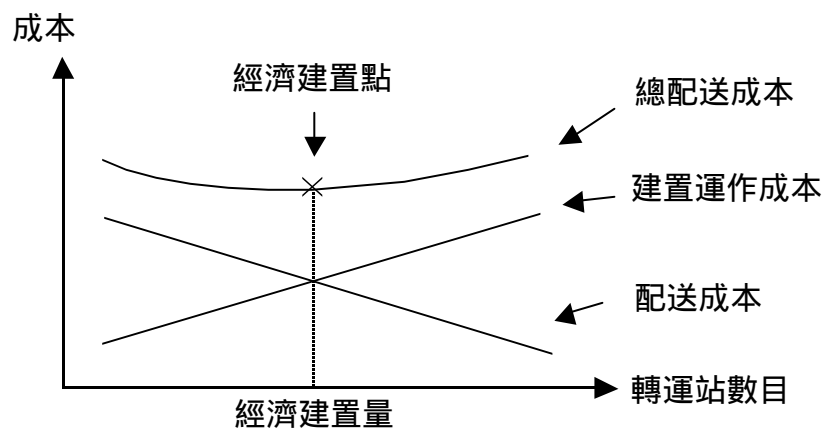 成本
經濟建置點
總配送成本
建置運作成本
配送成本
轉運站數目
經濟建置量